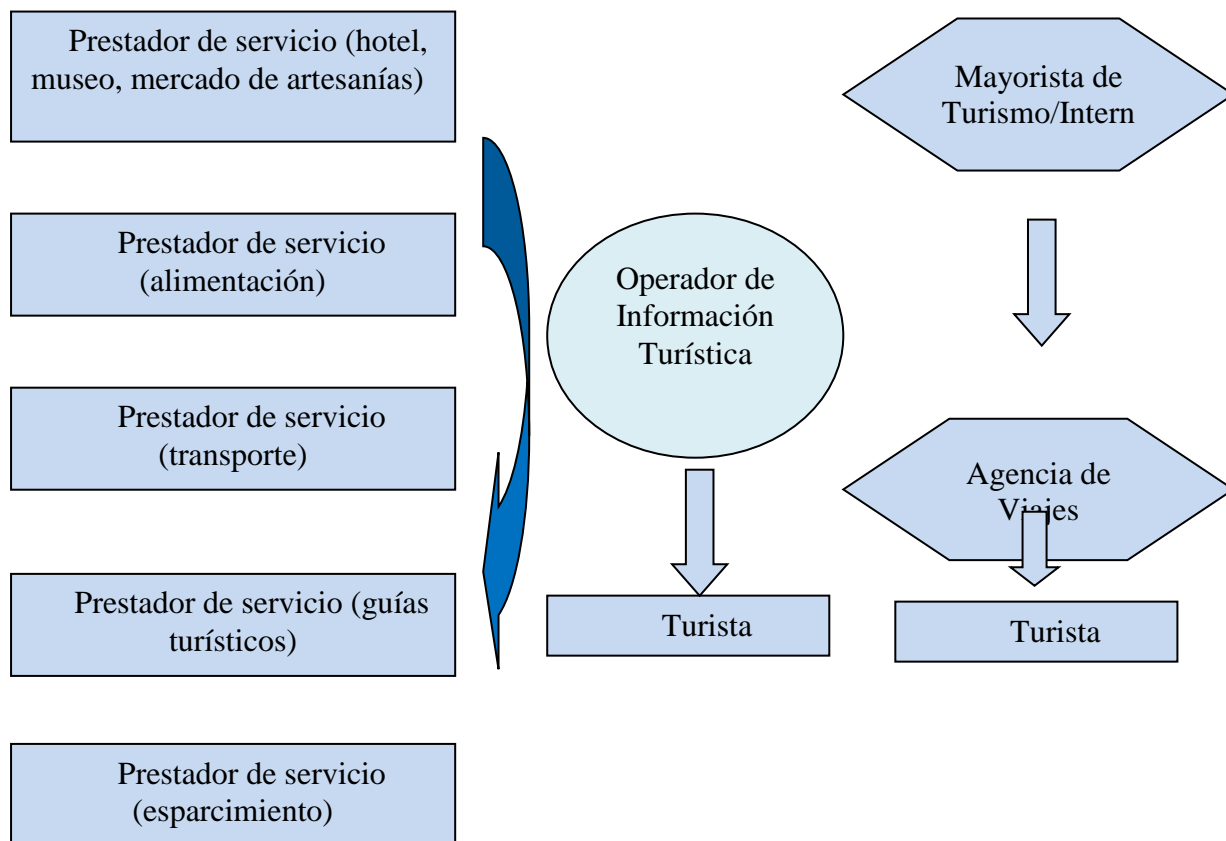 Prestador de servicio (hotel,
museo, mercado de artesanías)
Prestador de servicio
(alimentación)
Prestador de servicio
(transporte)
Prestador de servicio (guías
turísticos)
Prestador de servicio
(esparcimiento)
Operador de
Información
Turística
Turista
Mayorista de
Turismo/Intern
Agencia de
Viajes
Turista